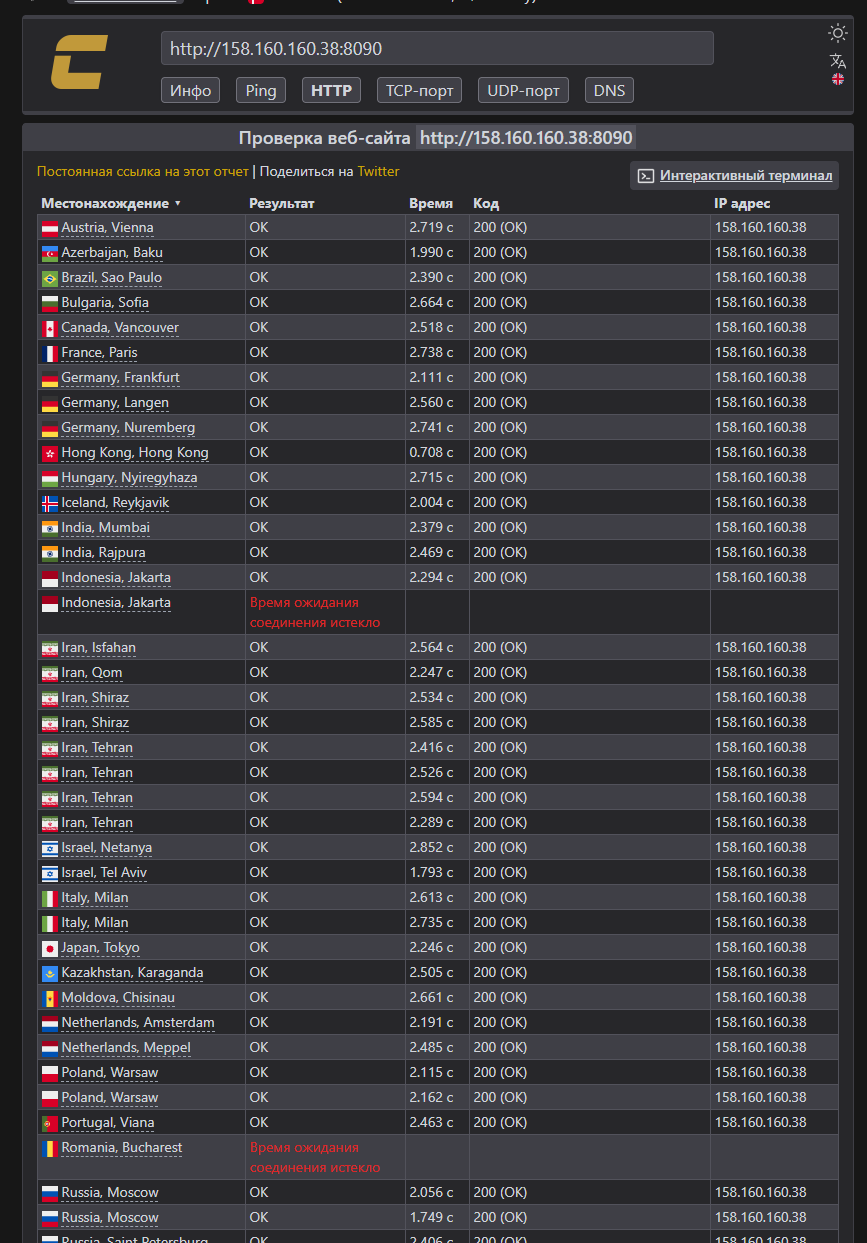 http://158.160.160.38:8090
Инфо Ping HTTP TCP-порт UDP-порт DNS
Проверка веб-сайта http://158.160.160.38:8090
Постоянная ссылка на этот отчет | Поделиться на Twitter
Интерактивный терминал
Местонахождение ▼ Результат Время Код IP адрес
Austria, Vienna OK 2.719 с 200 (OK) 158.160.160.38
Azerbaijan, Baku OK 1.990 с 200 (OK) 158.160.160.38
Brazil, Sao Paulo OK 2.390 с 200 (OK) 158.160.160.38
Bulgaria, Sofia OK 2.664 с 200 (OK) 158.160.160.38
Canada, Vancouver OK 2.518 с 200 (OK) 158.160.160.38
France, Paris OK 2.738 с 200 (OK) 158.160.160.38
Germany, Frankfurt OK 2.111 с 200 (OK) 158.160.160.38
Germany, Langen OK 2.560 с 200 (OK) 158.160.160.38
Germany, Nuremberg OK 2.741 с 200 (OK) 158.160.160.38
Hong Kong, Hong Kong OK 0.708 с 200 (OK) 158.160.160.38
Hungary, Nyiregyhaza OK 2.715 с 200 (OK) 158.160.160.38
Iceland, Reykjavik OK 2.004 с 200 (OK) 158.160.160.38
India, Mumbai OK 2.379 с 200 (OK) 158.160.160.38
India, Rajpura OK 2.469 с 200 (OK) 158.160.160.38
Indonesia, Jakarta OK 2.294 с 200 (OK) 158.160.160.38
Indonesia, Jakarta Время ожидания
соединения истекло
Iran, Isfahan OK 2.564 с 200 (OK) 158.160.160.38
Iran, Qom OK 2.247 с 200 (OK) 158.160.160.38
Iran, Shiraz OK 2.534 с 200 (OK) 158.160.160.38
Iran, Shiraz OK 2.585 с 200 (OK) 158.160.160.38
Iran, Tehran OK 2.416 с 200 (OK) 158.160.160.38
Iran, Tehran OK 2.526 с 200 (OK) 158.160.160.38
Iran, Tehran OK 2.594 с 200 (OK) 158.160.160.38
Iran, Tehran OK 2.289 с 200 (OK) 158.160.160.38
Israel, Netanya OK 2.852 с 200 (OK) 158.160.160.38
Israel, Tel Aviv OK 1.793 с 200 (OK) 158.160.160.38
Italy, Milan OK 2.613 с 200 (OK) 158.160.160.38
Italy, Milan OK 2.735 с 200 (OK) 158.160.160.38
Japan, Tokyo OK 2.246 с 200 (OK) 158.160.160.38
Kazakhstan, Karaganda OK 2.505 с 200 (OK) 158.160.160.38
Moldova, Chisinau OK 2.661 с 200 (OK) 158.160.160.38
Netherlands, Amsterdam OK 2.191 с 200 (OK) 158.160.160.38
Netherlands, Meppel OK 2.485 с 200 (OK) 158.160.160.38
Poland, Warsaw OK 2.115 с 200 (OK) 158.160.160.38
Poland, Warsaw OK 2.162 с 200 (OK) 158.160.160.38
Portugal, Viana OK 2.463 с 200 (OK) 158.160.160.38
Romania, Bucharest Время ожидания
соединения истекло
Russia, Moscow OK 2.056 с 200 (OK) 158.160.160.38
Russia, Moscow OK 1.749 с 200 (OK) 158.160.160.38
Russia, Saint Petersburg OK 2.406 с 200 (OK) 158.160.160.38